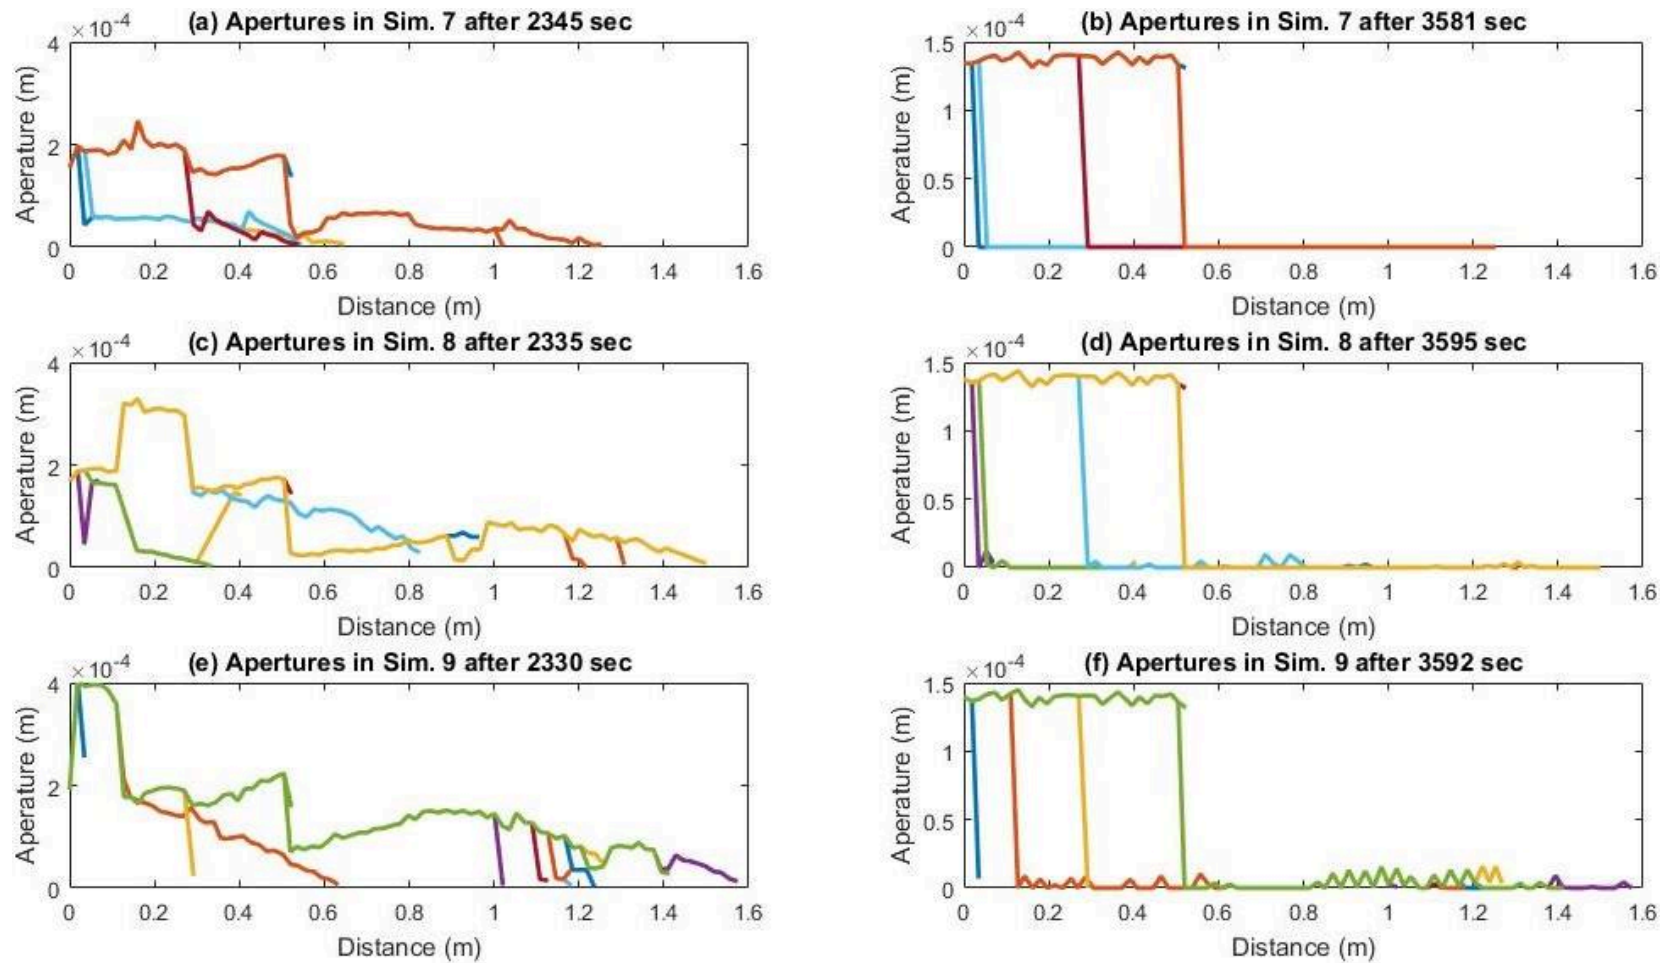 (a) Apertures in Sim. 7 after 2345 sec
×10-4
Aperature (m)
4
2
0
0 0.2 0.4 0.6 0.8 1 1.2 1.4 1.6
Distance (m)
(b) Apertures in Sim. 7 after 3581 sec
×10-4
Aperature (m)
1.5
1
0.5
0
0 0.2 0.4 0.6 0.8 1 1.2 1.4 1.6
Distance (m)
(c) Apertures in Sim. 8 after 2335 sec
×10-4
Aperature (m)
4
2
0
0 0.2 0.4 0.6 0.8 1 1.2 1.4 1.6
Distance (m)
(d) Apertures in Sim. 8 after 3595 sec
×10-4
Aperature (m)
1.5
1
0.5
0
0 0.2 0.4 0.6 0.8 1 1.2 1.4 1.6
Distance (m)
(e) Apertures in Sim. 9 after 2330 sec
×10-4
Aperature (m)
4
2
0
0 0.2 0.4 0.6 0.8 1 1.2 1.4 1.6
Distance (m)
(f) Apertures in Sim. 9 after 3592 sec
×10-4
Aperature (m)
1.5
1
0.5
0
0 0.2 0.4 0.6 0.8 1 1.2 1.4 1.6
Distance (m)